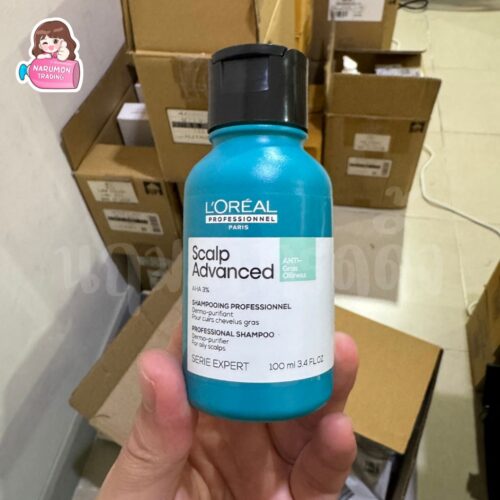 NARUMON
TRADING
L'ORÉAL
PROFESSIONNEL
PARIS
Scalp
Advanced
ANTI-
Gras
Oiliness
AHA 3%
SHAMPOOING PROFESSIONNEL
Dermo-purifiant
Pour cuirs chevelus gras
PROFESSIONAL SHAMPOO
Dermo-purifier
For oily scalps
SERIE EXPERT
100 ml 3.4 FL.OZ